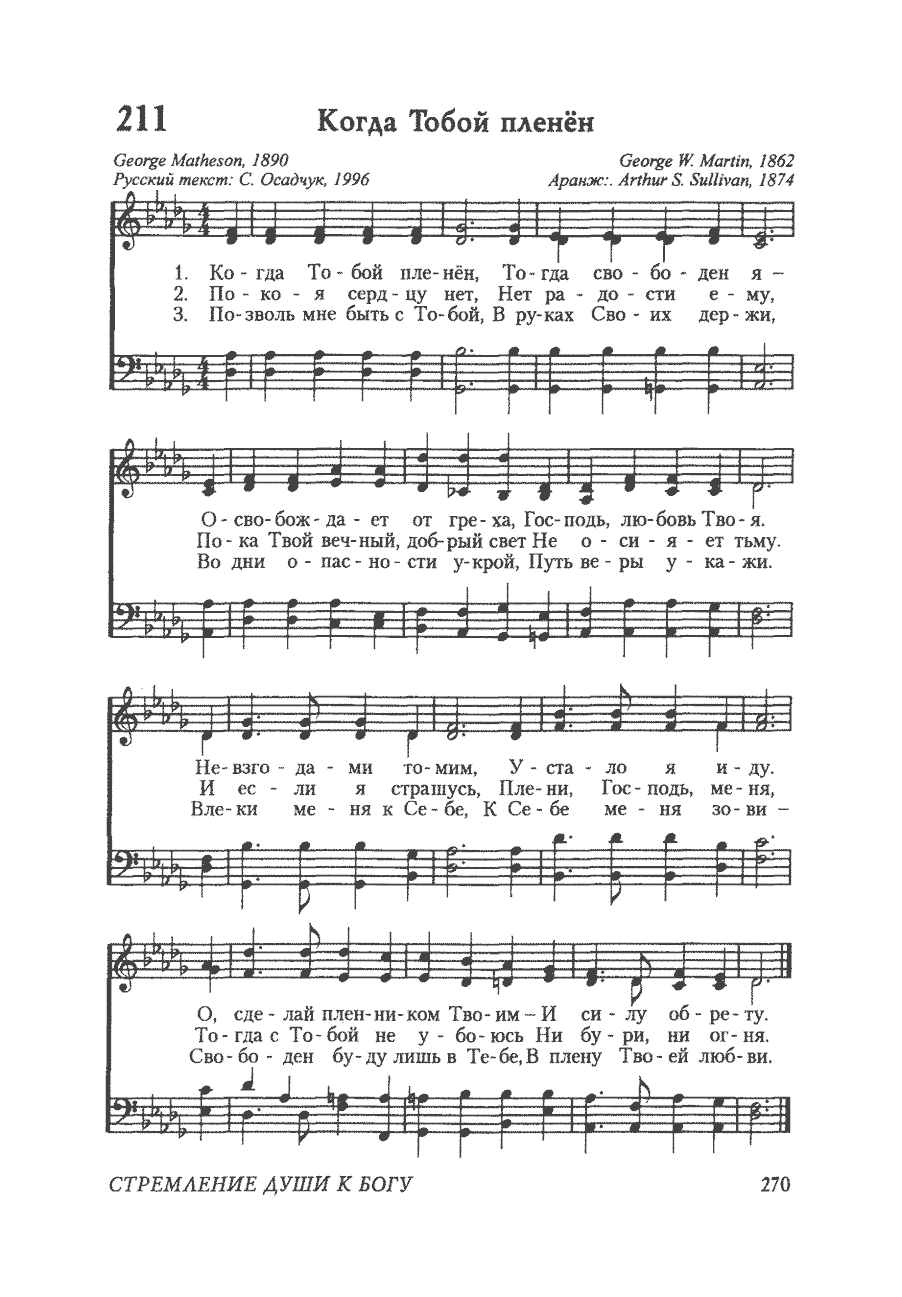 211 Когда Тобой пленён
George Matheson, 1890 George W. Martin, 1862
Русский текст: С. Осадчук, 1996 Аранж:. Arthur S. Sullivan, 1874
1. Ко - гда То - бой пле - нён, То - гда сво - бо - ден я –
2. По - ко - я серд - цу нет, Нет ра - до - сти е - му,
3. По - зволь мне быть с То - бой, В ру - ках Сво - их дер - жи,
О - сво - бож - да - ет от гре - ха, Гос - подь, лю - бовь Тво - я.
По - ка Твой веч - ный, доб - рый свет Не о - си - я - ет тьму.
Во дни о - пас - но - сти у - крой, Путь ве - ры у - ка - жи.
Не - взго - да - ми то - мим, У - ста - ло я и - ду.
И ес - ли я страшусь, Пле - ни, Гос - подь, ме - ня,
Вле - ки ме - ня к Се - бе, К Се - бе ме - ня зо - ви –
О, сде - лай плен - ни - ком Тво - им – И си - лу об - ре - ту.
То - гда с То - бой не у - бо - юсь Ни бу - ри, ни ог - ня.
Сво - бо - ден бу - ду лишь в Те - бе, В плену Тво - ей люб - ви.
СТРЕМЛЕНИЕ ДУШИ К БОГУ 270